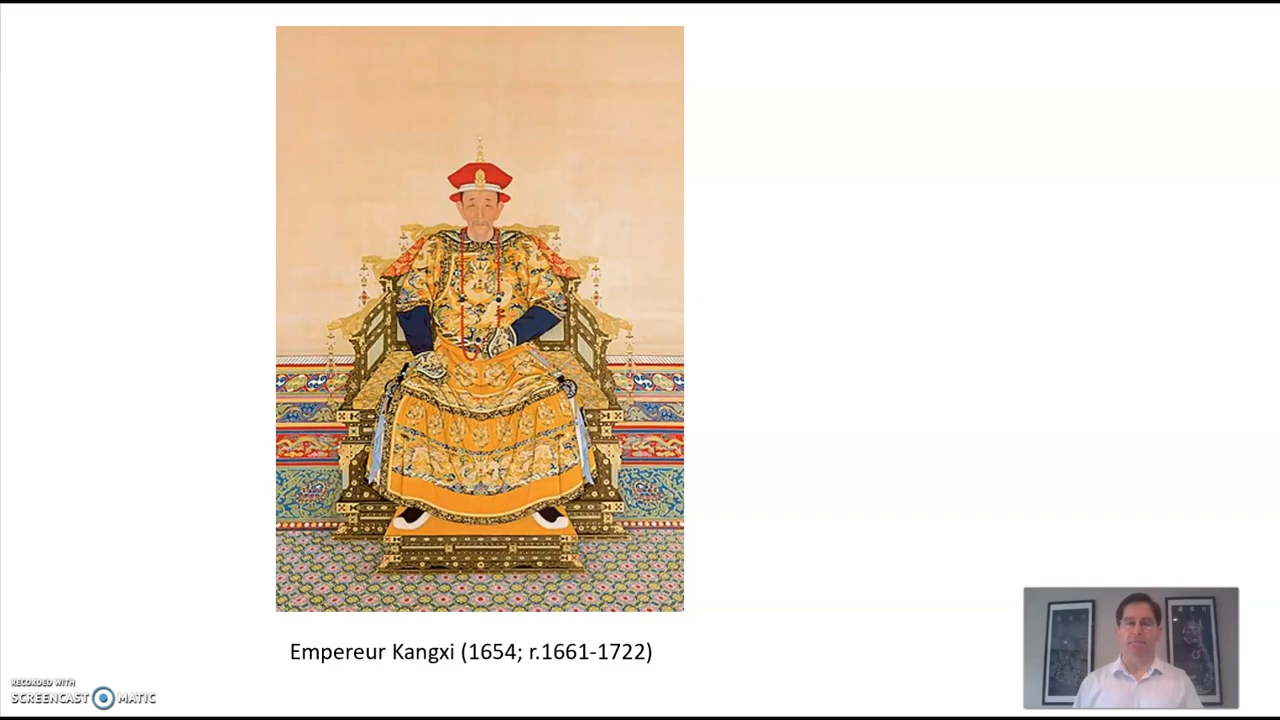 Empereur Kangxi (1654; r.1661-1722)
RECORDED WITH
SCREENCAST MATIC